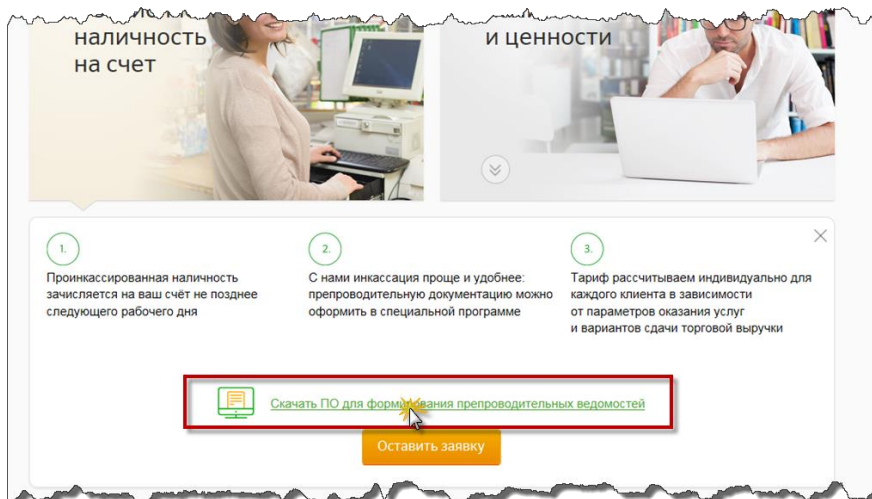 наличность
на счет
и ценности
1.
Проинкассированная наличность
зачисляется на ваш счёт не позднее
следующего рабочего дня
2.
С нами инкассация проще и удобнее:
препроводительную документацию можно
оформить в специальной программе
3.
Тариф рассчитываем индивидуально для
каждого клиента в зависимости
от параметров оказания услуг
и вариантов сдачи торговой выручки
Скачать ПО для формирования препроводительных ведомостей
Оставить заявку